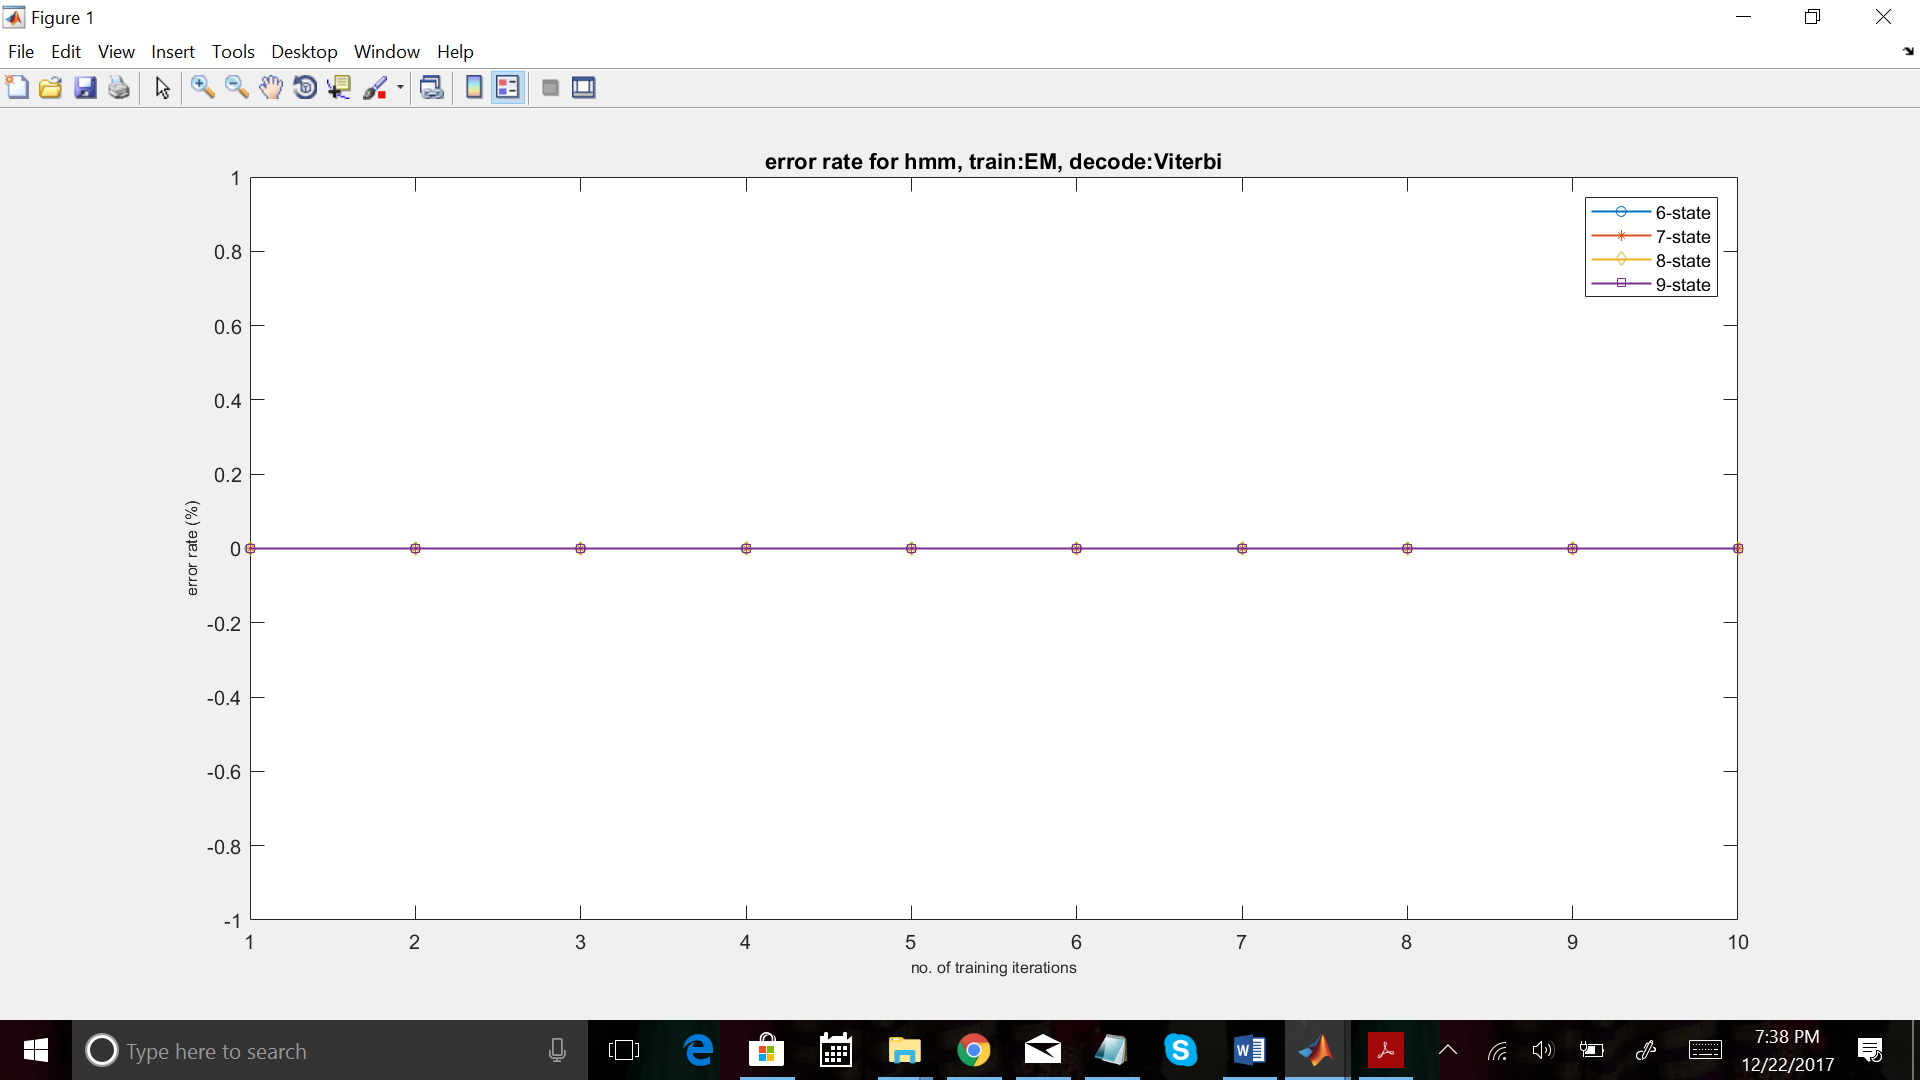 Figure 1
File Edit View Insert Tools Desktop Window Help
error rate for hmm, train:EM, decode:Viterbi
1
0.8
0.6
0.4
0.2
0
-0.2
-0.4
-0.6
-0.8
-1
error rate (%)
6-state
7-state
8-state
9-state
1 2 3 4 5 6 7 8 9 10
no. of training iterations
Type here to search
7:38 PM
12/22/2017